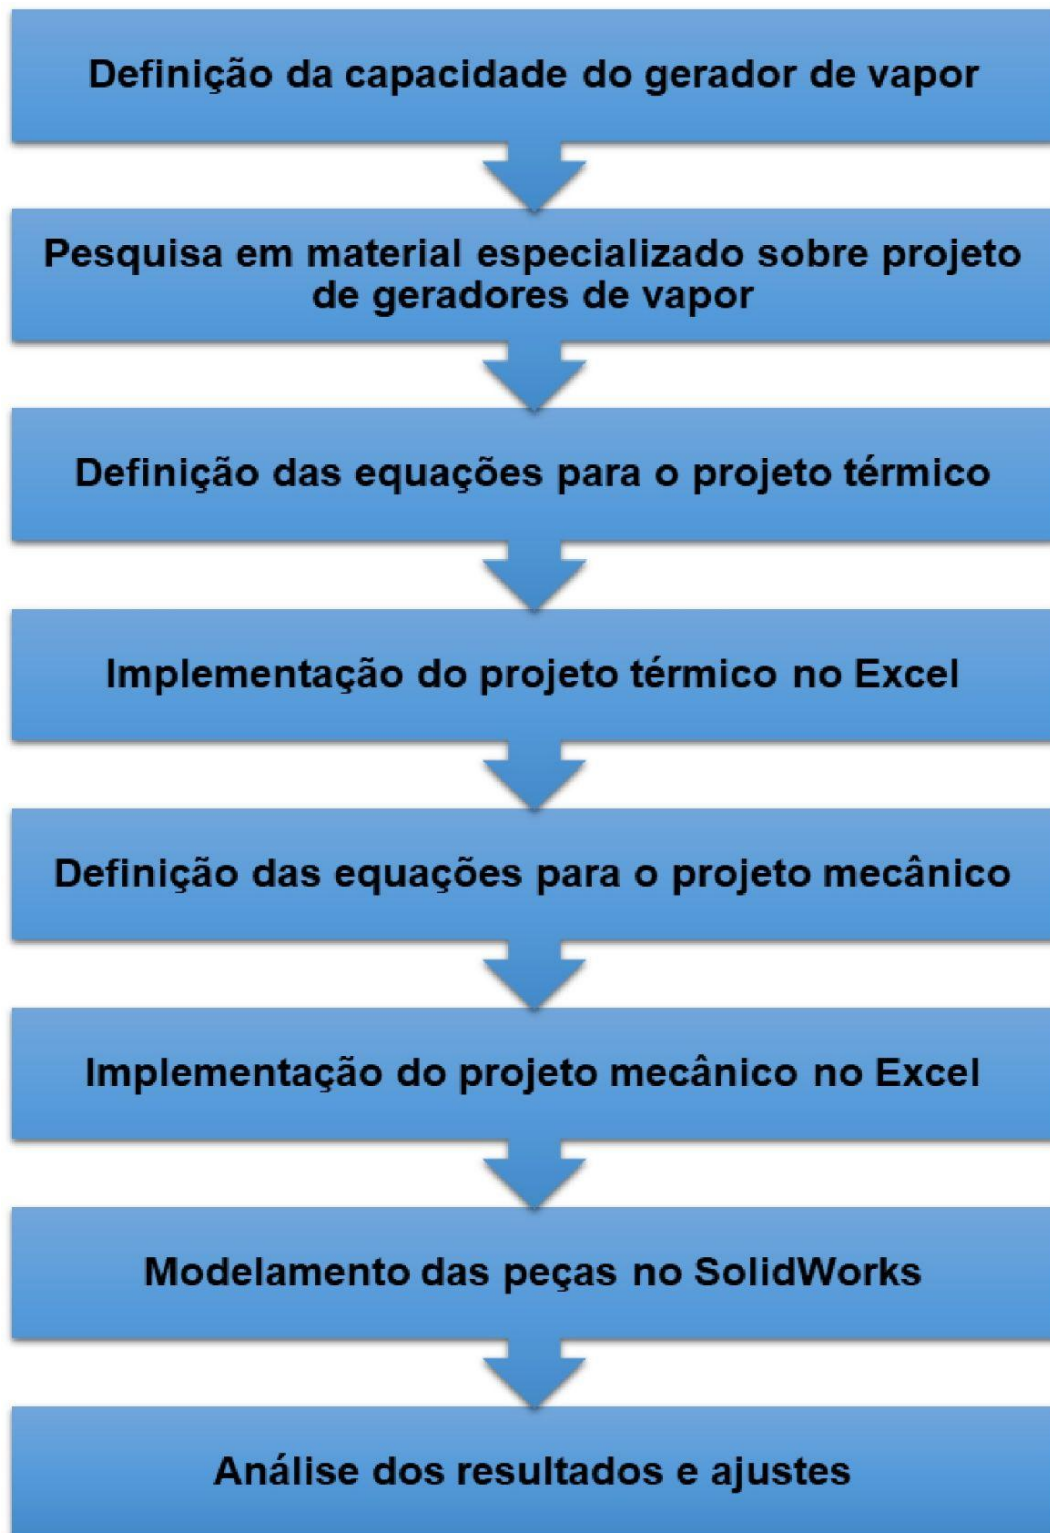 Definição da capacidade do gerador de vapor
Pesquisa em material especializado sobre projeto
de geradores de vapor
Definição das equações para o projeto térmico
Implementação do projeto térmico no Excel
Definição das equações para o projeto mecânico
Implementação do projeto mecânico no Excel
Modelamento das peças no SolidWorks
Análise dos resultados e ajustes